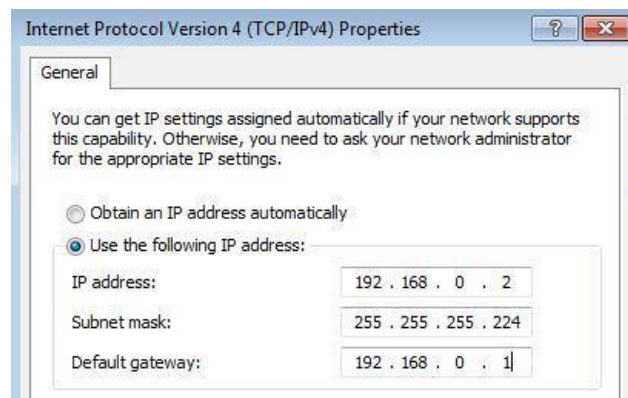 Internet Protocol Version 4 (TCP/IPv4) Properties
General
You can get IP settings assigned automatically if your network supports
this capability. Otherwise, you need to ask your network administrator
for the appropriate IP settings.
Obtain an IP address automatically
Use the following IP address:
IP address: 192 . 168 . 0 . 2
Subnet mask: 255 . 255 . 255 . 224
Default gateway: 192 . 168 . 0 . 1